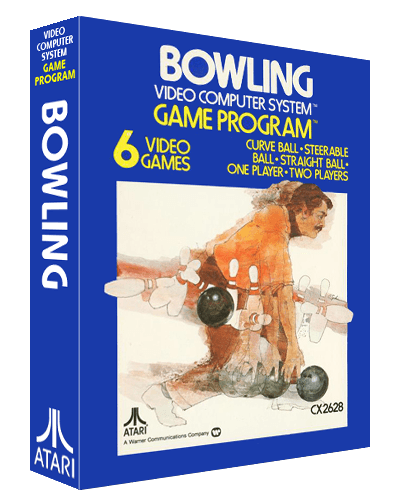 VIDEO
COMPUTER
SYSTEM
GAME
PROGRAM
BOWLING
ATARI
BOWLING
VIDEO COMPUTER SYSTEM™
GAME PROGRAM™
6 VIDEO
GAMES
CURVE BALL • STEERABLE
BALL • STRAIGHT BALL •
ONE PLAYER • TWO PLAYERS
CX2628
ATARI
A Warner Communications Company